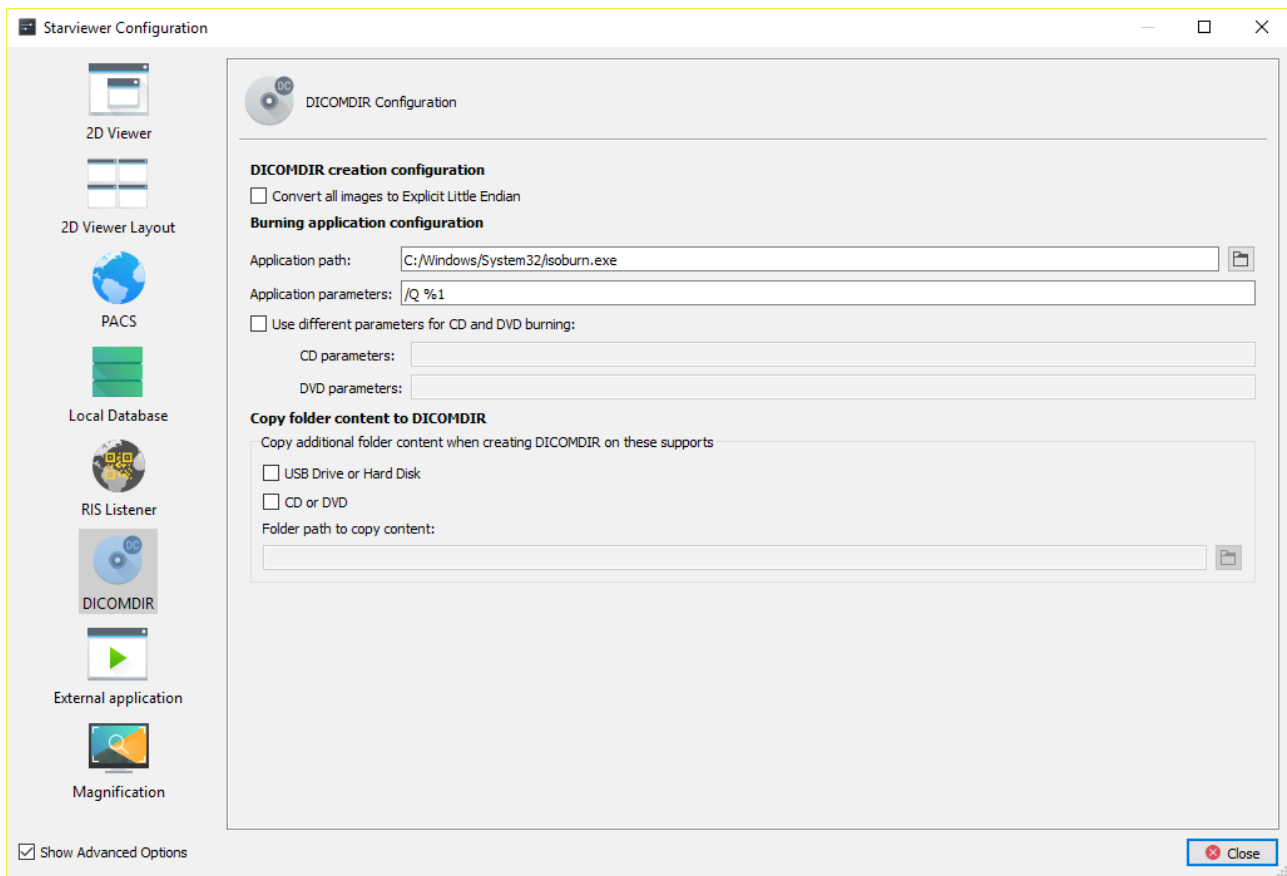 Starviewer Configuration
2D Viewer
2D Viewer Layout
PACS
Local Database
RIS Listener
DC
DICOMDIR
External application
Magnification
DC
DICOMDIR Configuration
DICOMDIR creation configuration
Convert all images to Explicit Little Endian
Burning application configuration
Application path: C:/Windows/System32/isoburn.exe
Application parameters: /Q %1
Use different parameters for CD and DVD burning:
CD parameters:
DVD parameters:
Copy folder content to DICOMDIR
Copy additional folder content when creating DICOMDIR on these supports
USB Drive or Hard Disk
CD or DVD
Folder path to copy content:
Show Advanced Options
Close